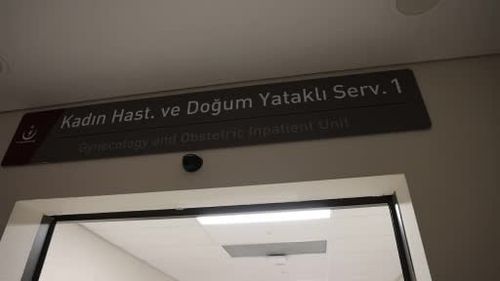 Kadın Hast. ve Doğum Yataklı Serv. 1
Gynecology and Obstetric Inpatient Unit